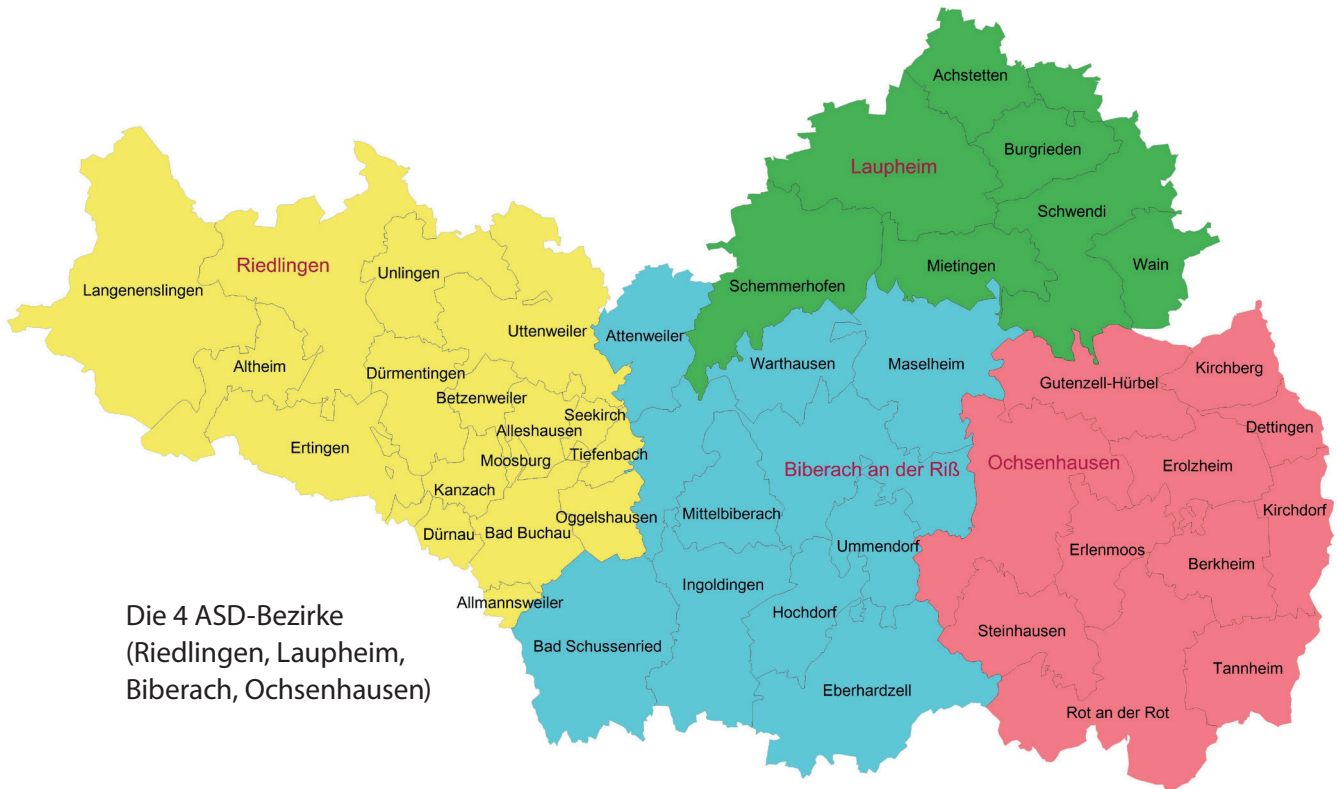 Achstetten
Burgrieden
Laupheim
Schwendi
Wain
Mietingen
Schemmerhofen
Riedlingen
Unlingen
Langenenslingen
Uttenweiler
Altheim
Dürmentingen
Betzenweiler
Seekirch
Alleshausen
Ertingen
Moosburg
Tiefenbach
Kanzach
Oggelshausen
Dürnau
Bad Buchau
Allmannsweiler
Attenweiler
Warthausen
Maselheim
Biberach an der Riß
Mittelbiberach
Ummendorf
Ingoldingen
Hochdorf
Bad Schussenried
Eberhardzell
Kirchberg
Gutenzell-Hürbel
Dettingen
Ochsenhausen
Erolzheim
Kirchdorf
Erlenmoos
Berkheim
Steinhausen
Tannheim
Rot an der Rot
Die 4 ASD-Bezirke
(Riedlingen, Laupheim,
Biberach, Ochsenhausen)